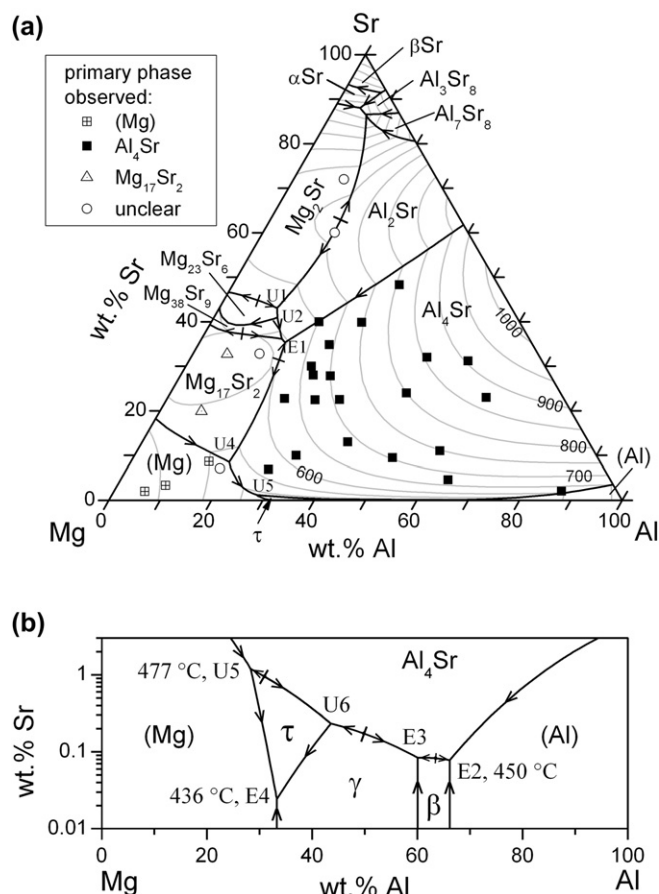 (a)
Sr
100
βSr
αSr
Al₃Sr₈
Al₇Sr₈
primary phase
observed:
(Mg)
Al₄Sr
Mg₁₇Sr₂
unclear
80
Mg₂Sr
Al₂Sr
60
wt.% Sr
Mg₂₃Sr₆
Mg₃₈Sr₉
U1
40
U2
E1
Al₄Sr
1000
Mg₁₇Sr₂
900
20
U4
800
(Mg)
600
700
(Al)
U5
0
0
20
40
60
80
100
Mg
τ
wt.% Al
Al
(b)
1
477 °C, U5
Al₄Sr
wt.% Sr
U6
(Mg)
τ
E3
(Al)
0.1
γ
β
E2, 450 °C
436 °C, E4
0.01
0
20
40
60
80
100
Mg
wt.% Al
Al